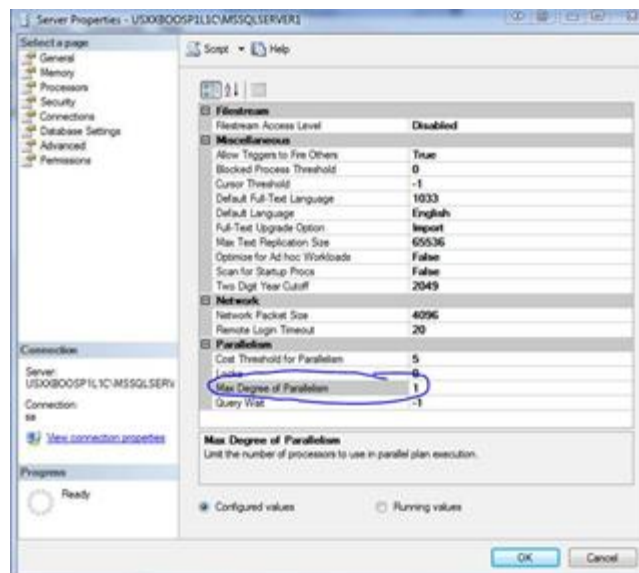 Server Properties - USXXBOOSP1L1C\MSSQLSERVER1
Select a page
General
Memory
Processors
Security
Connections
Database Settings
Advanced
Permissions
Script Help
Filestream
Filestream Access Level Disabled
Miscellaneous
Allow Triggers to Fire Others True
Blocked Process Threshold 0
Cursor Threshold -1
Default Full-Text Language 1033
Default Language English
Full-Text Upgrade Option Import
Max Text Replication Size 65536
Optimize for Ad hoc Workloads False
Scan for Startup Procs False
Two Digit Year Cutoff 2049
Network
Network Packet Size 4096
Remote Login Timeout 20
Parallelism
Cost Threshold for Parallelism 5
Locks 0
Max Degree of Parallelism 1
Query Wait -1
Connection
Server:
USXXBOOSP1L1C\MSSQLSERV
Connection:
sa
View connection properties
Progress
Ready
Max Degree of Parallelism
Limit the number of processors to use in parallel plan execution.
Configured values Running values
OK Cancel